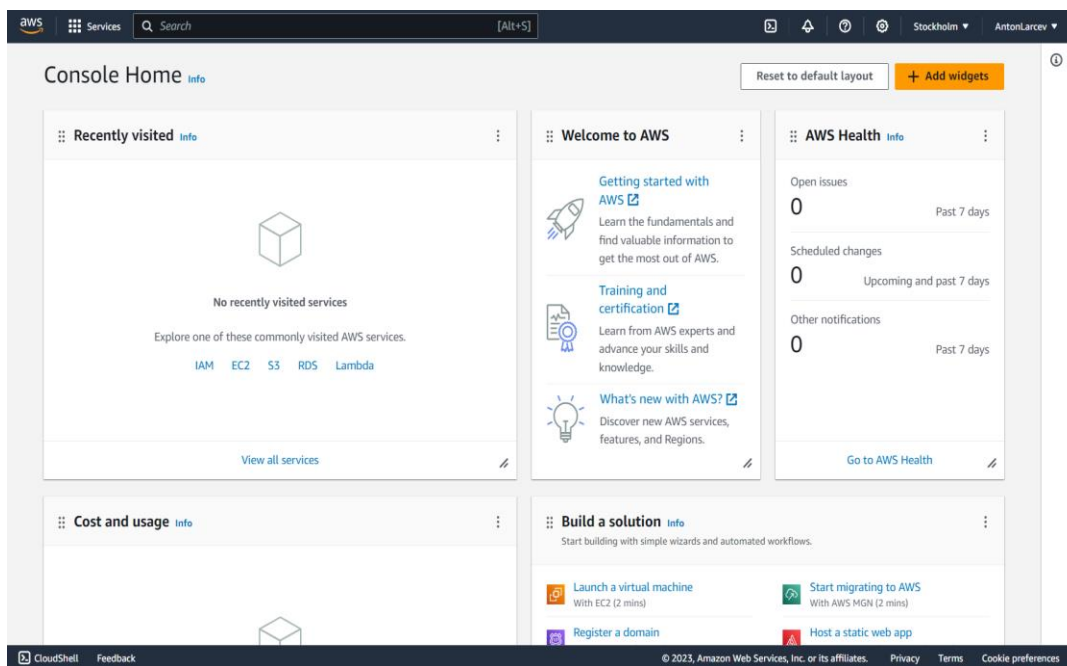 aws
Services
Search
[Alt+S]
Stockholm ▼
AntonLarcev ▼
Console Home Info
Reset to default layout
+ Add widgets
Recently visited Info
No recently visited services
Explore one of these commonly visited AWS services.
IAM EC2 S3 RDS Lambda
View all services
Welcome to AWS
Getting started with
AWS
Learn the fundamentals and
find valuable information to
get the most out of AWS.
Training and
certification
Learn from AWS experts and
advance your skills and
knowledge.
What's new with AWS?
Discover new AWS services,
features, and Regions.
AWS Health Info
Open issues
0 Past 7 days
Scheduled changes
0 Upcoming and past 7 days
Other notifications
0 Past 7 days
Go to AWS Health
Cost and usage Info
Build a solution Info
Start building with simple wizards and automated workflows.
Launch a virtual machine
With EC2 (2 mins)
Start migrating to AWS
With AWS MGN (2 mins)
Register a domain
Host a static web app
CloudShell Feedback
© 2023, Amazon Web Services, Inc. or its affiliates. Privacy Terms Cookie preferences